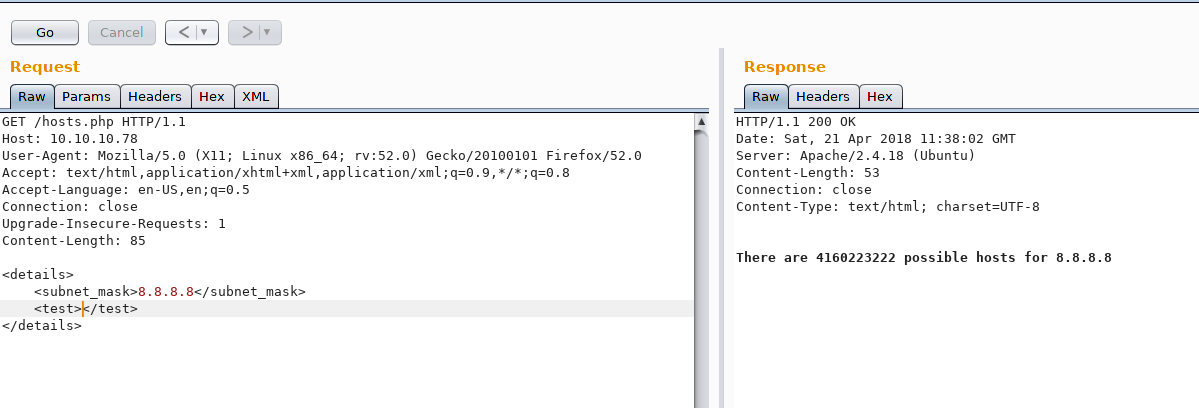 Go Cancel < >
Request
Raw Params Headers Hex XML
GET /hosts.php HTTP/1.1
Host: 10.10.10.78
User-Agent: Mozilla/5.0 (X11; Linux x86_64; rv:52.0) Gecko/20100101 Firefox/52.0
Accept: text/html,application/xhtml+xml,application/xml;q=0.9,*/*;q=0.8
Accept-Language: en-US,en;q=0.5
Connection: close
Upgrade-Insecure-Requests: 1
Content-Length: 85
<details>
    <subnet_mask>8.8.8.8</subnet_mask>
    <test></test>
</details>
Response
Raw Headers Hex
HTTP/1.1 200 OK
Date: Sat, 21 Apr 2018 11:38:02 GMT
Server: Apache/2.4.18 (Ubuntu)
Content-Length: 53
Connection: close
Content-Type: text/html; charset=UTF-8
There are 4160223222 possible hosts for 8.8.8.8